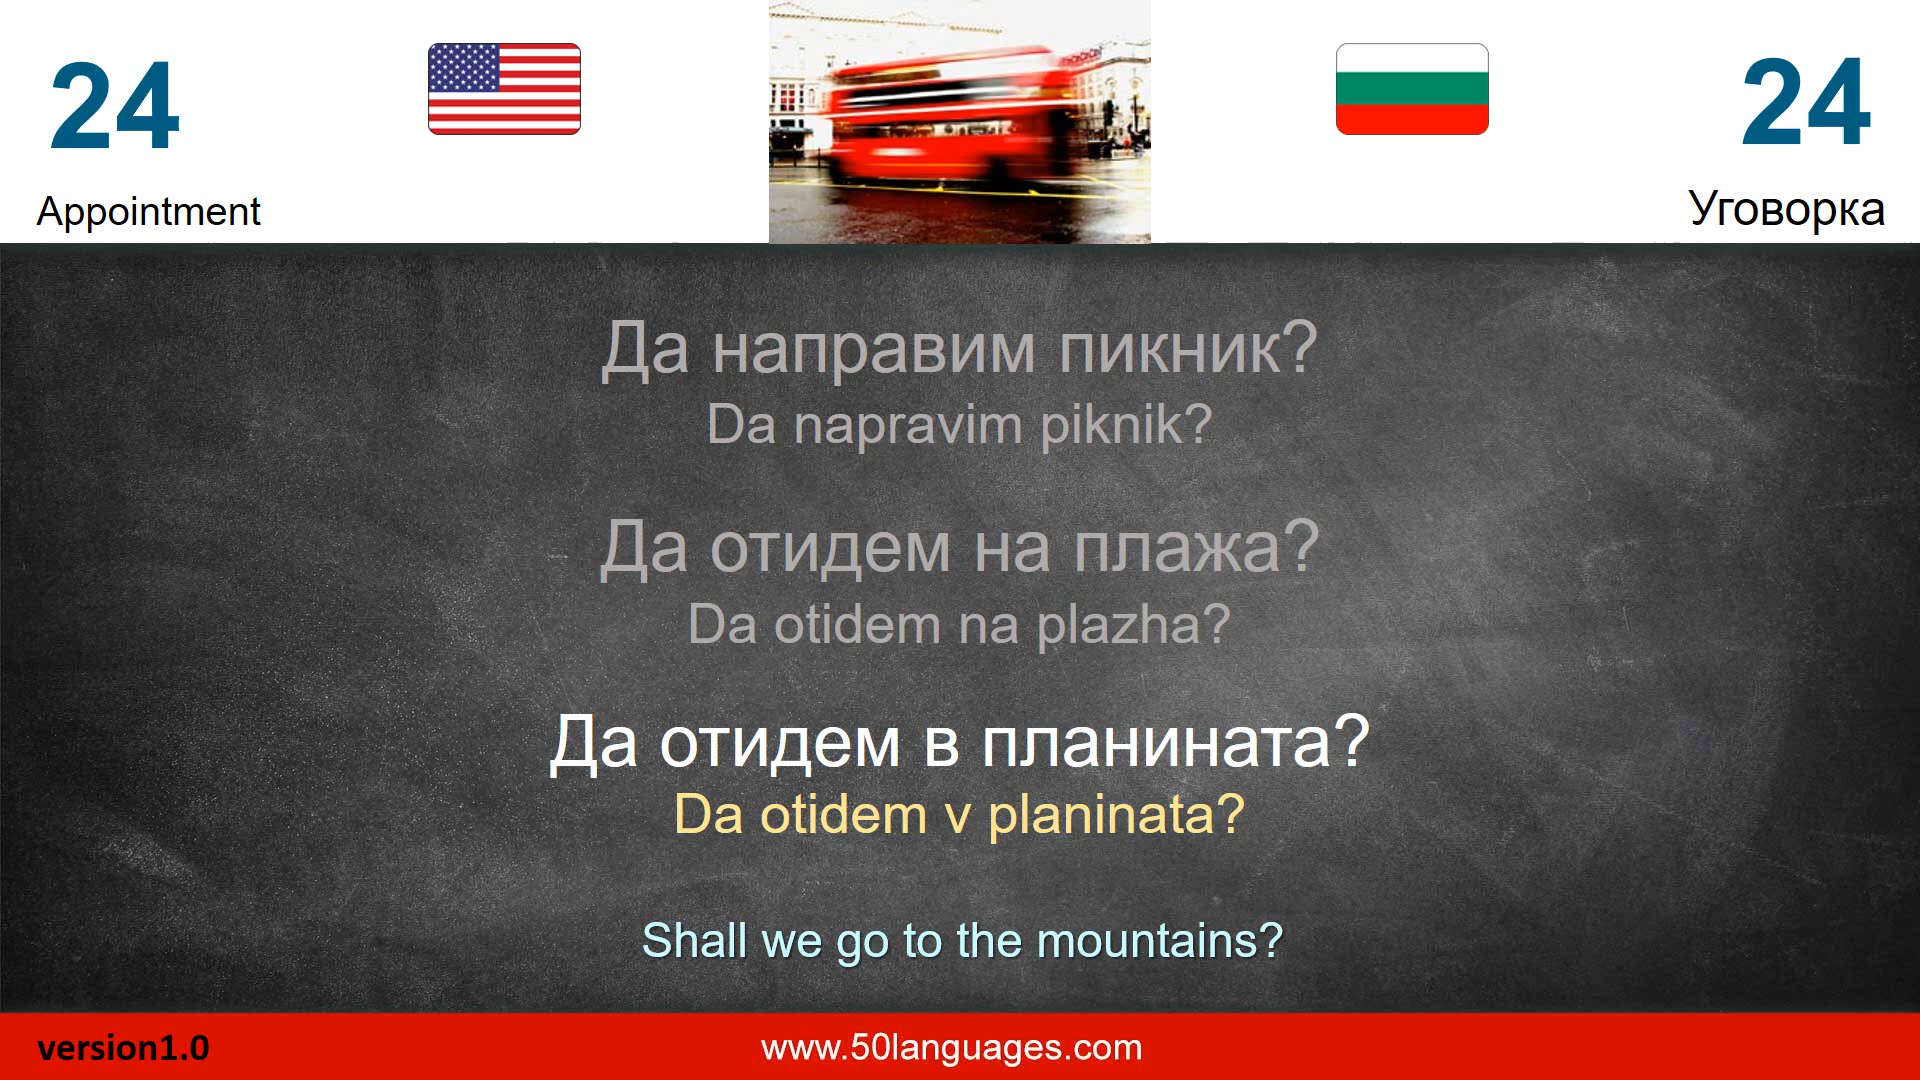 24
24
Appointment
Уговорка
Да направим пикник?
Da napravim piknik?
Да отидем на плажа?
Da otidem na plazha?
Да отидем в планината?
Da otidem v planinata?
Shall we go to the mountains?
version1.0
www.50languages.com